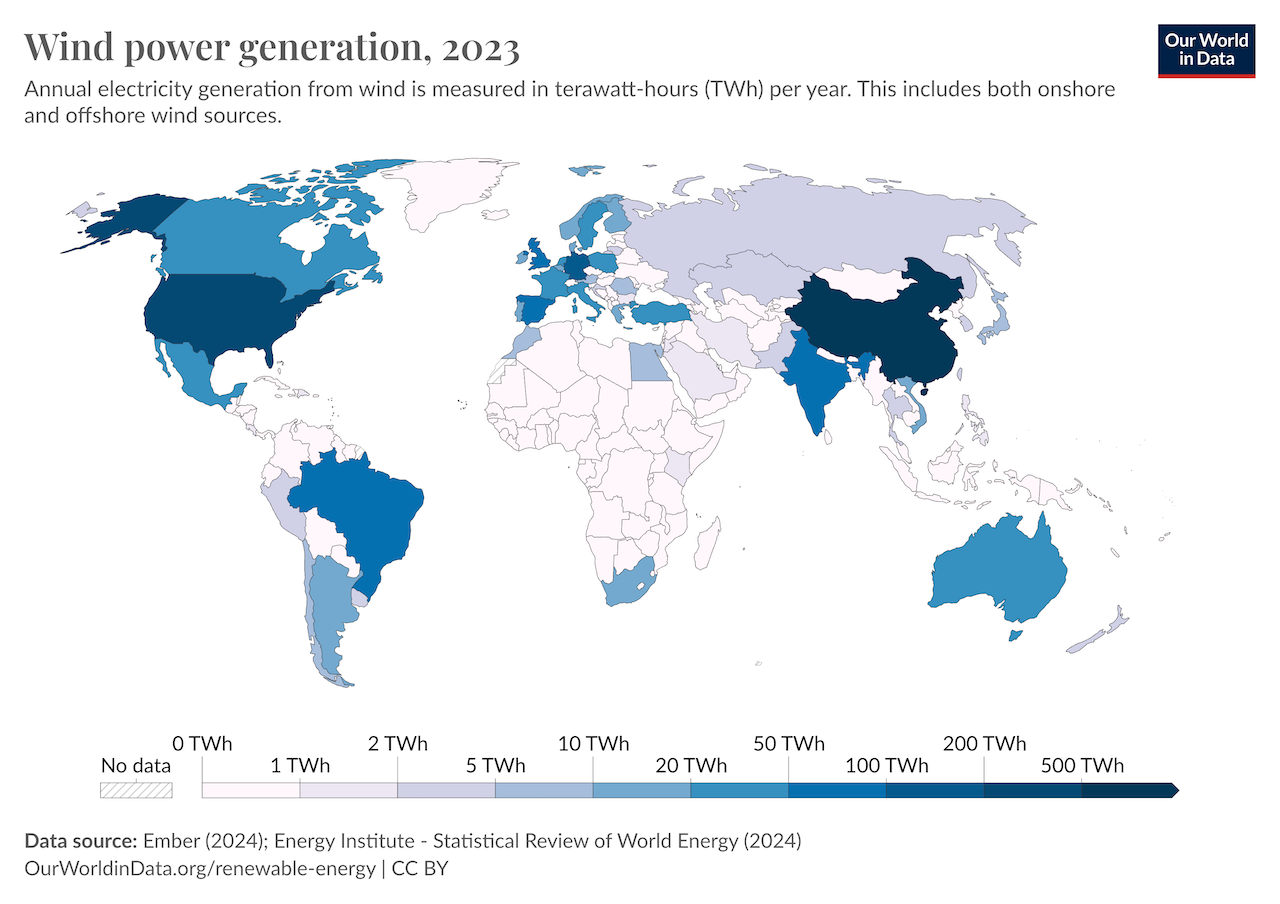 Wind power generation, 2023
Our World
in Data
Annual electricity generation from wind is measured in terawatt-hours (TWh) per year. This includes both onshore
and offshore wind sources.
0 TWh
2 TWh
10 TWh
50 TWh
200 TWh
No data
1 TWh
5 TWh
20 TWh
100 TWh
500 TWh
Data source: Ember (2024); Energy Institute - Statistical Review of World Energy (2024)
OurWorldinData.org/renewable-energy | CC BY